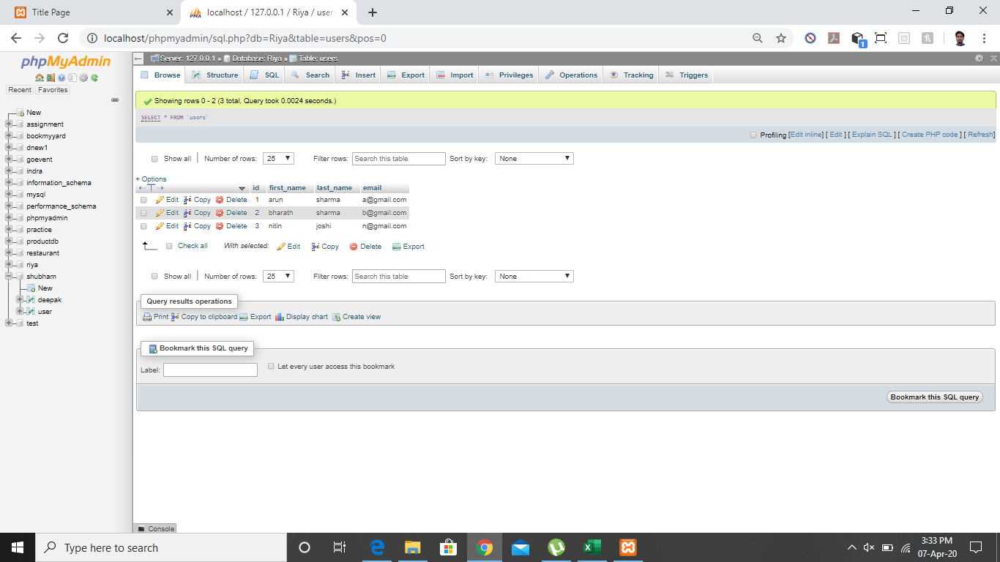 Title Page
localhost / 127.0.0.1 / Riya / users
localhost/phpmyadmin/sql.php?db=Riya&table=users&pos=0
1
phpMyAdmin
Recent Favorites
New
assignment
bookmyyard
dnew1
goevent
indra
information_schema
mysql
performance_schema
phpmyadmin
practice
productdb
restaurant
riya
shubham
New
deepak
user
test
Server: 127.0.0.1 » Database: Riya » Table: users
Browse Structure SQL Search Insert Export Import Privileges Operations Tracking Triggers
Showing rows 0 - 2 (3 total, Query took 0.0024 seconds.)
SELECT * FROM `users`
Profiling [Edit inline] [ Edit ] [ Explain SQL ] [ Create PHP code ] [ Refresh]
Show all Number of rows: 25 Filter rows: Search this table Sort by key: None
+ Options
←T→ id first_name last_name email
Edit Copy Delete 1 arun sharma a@gmail.com
Edit Copy Delete 2 bharath sharma b@gmail.com
Edit Copy Delete 3 nitin joshi n@gmail.com
Check all With selected: Edit Copy Delete Export
Show all Number of rows: 25 Filter rows: Search this table Sort by key: None
Query results operations
Print Copy to clipboard Export Display chart Create view
Bookmark this SQL query
Label: Let every user access this bookmark
Bookmark this SQL query
Console
Type here to search
3:33 PM
07-Apr-20